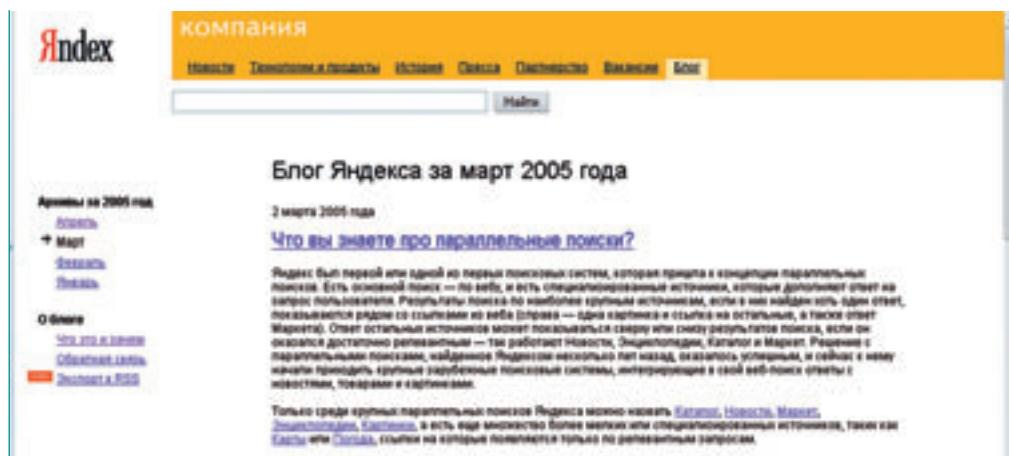 Яndex
компания
Новости Технологии и продукты История Пресса Партнерство Вакансии Блог
Найти
Блог Яндекса за март 2005 года
Архивы за 2005 год
Апрель
Март
Февраль
Январь
О блоге
Что это и зачем
Обратная связь
Экспорт в RSS
2 марта 2005 года
Что вы знаете про параллельные поиски?
Яндекс был первой или одной из первых поисковых систем, которая пришла к концепции параллельных
поисков. Есть основной поиск — по вебу, и есть специализированные источники, которые дополняют ответ на
запрос пользователя. Результаты поиска по наиболее крупным источникам, если в них найден хоть один ответ,
показываются рядом со ссылками из веба (справа — одна картинка и ссылка на остальные, а также ответ
Маркета). Ответ остальных источников может показываться сверху или снизу результатов поиска, если он
оказался достаточно релевантным — так работают Новости, Энциклопедии, Каталог и Маркет. Решение с
параллельными поисками, найденное Яндексом несколько лет назад, оказалось успешным, и сейчас к нему
начали приходить крупные зарубежные поисковые системы, интегрирующие в свой веб-поиск ответы с
новостями, товарами и картинками.
Только среди крупных параллельных поисков Яндекса можно назвать Каталог, Новости, Маркет,
Энциклопедии, Картинки, а есть еще множество более мелких или специализированных источников, таких как
Карты или Погода, ссылки на которые появляются только по релевантным запросам.